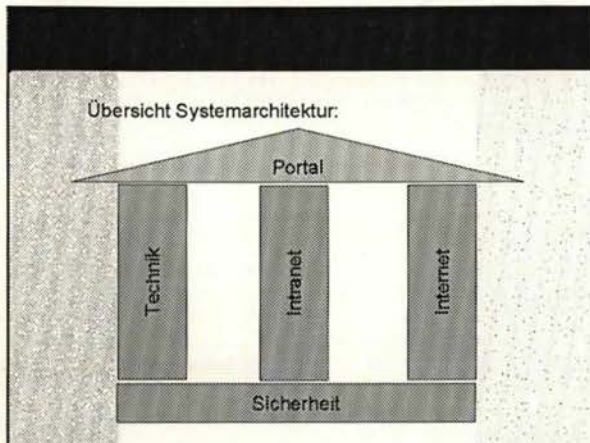 Übersicht Systemarchitektur:
Portal
Technik
Intranet
Internet
Sicherheit